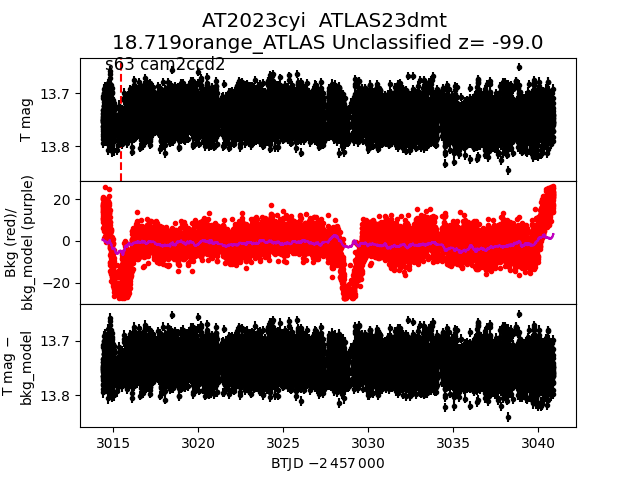 AT2023cyi  ATLAS23dmt
18.719orange_ATLAS Unclassified z= -99.0
s63 cam2ccd2
T mag
13.7
13.8
Bkg (red)/
bkg_model (purple)
20
0
−20
T mag −
bkg_model
13.7
13.8
3015 3020 3025 3030 3035 3040
BTJD −2 457 000